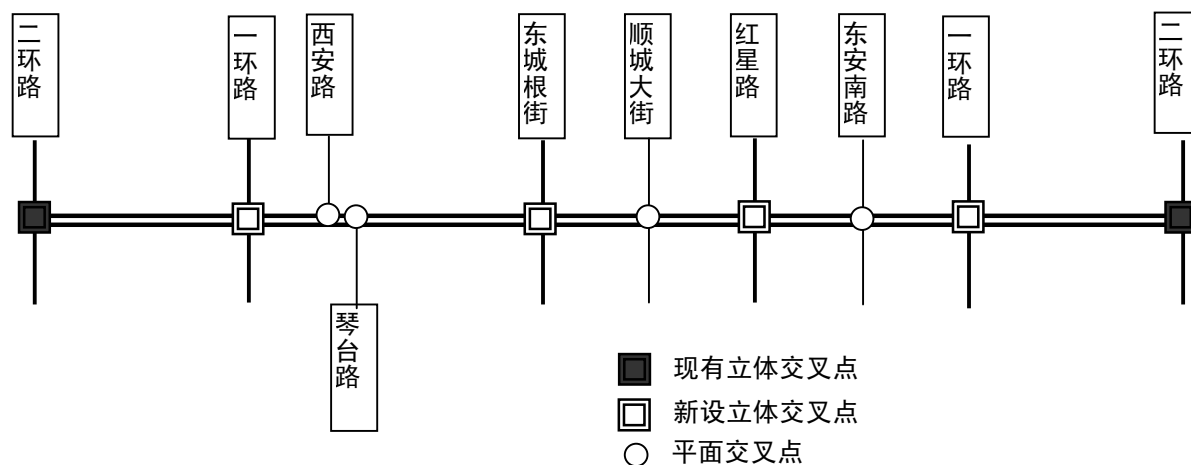 二环路
一环路
西安路
东城根街
顺城大街
红星路
东安南路
一环路
二环路
琴台路
现有立体交叉点
新设立体交叉点
平面交叉点